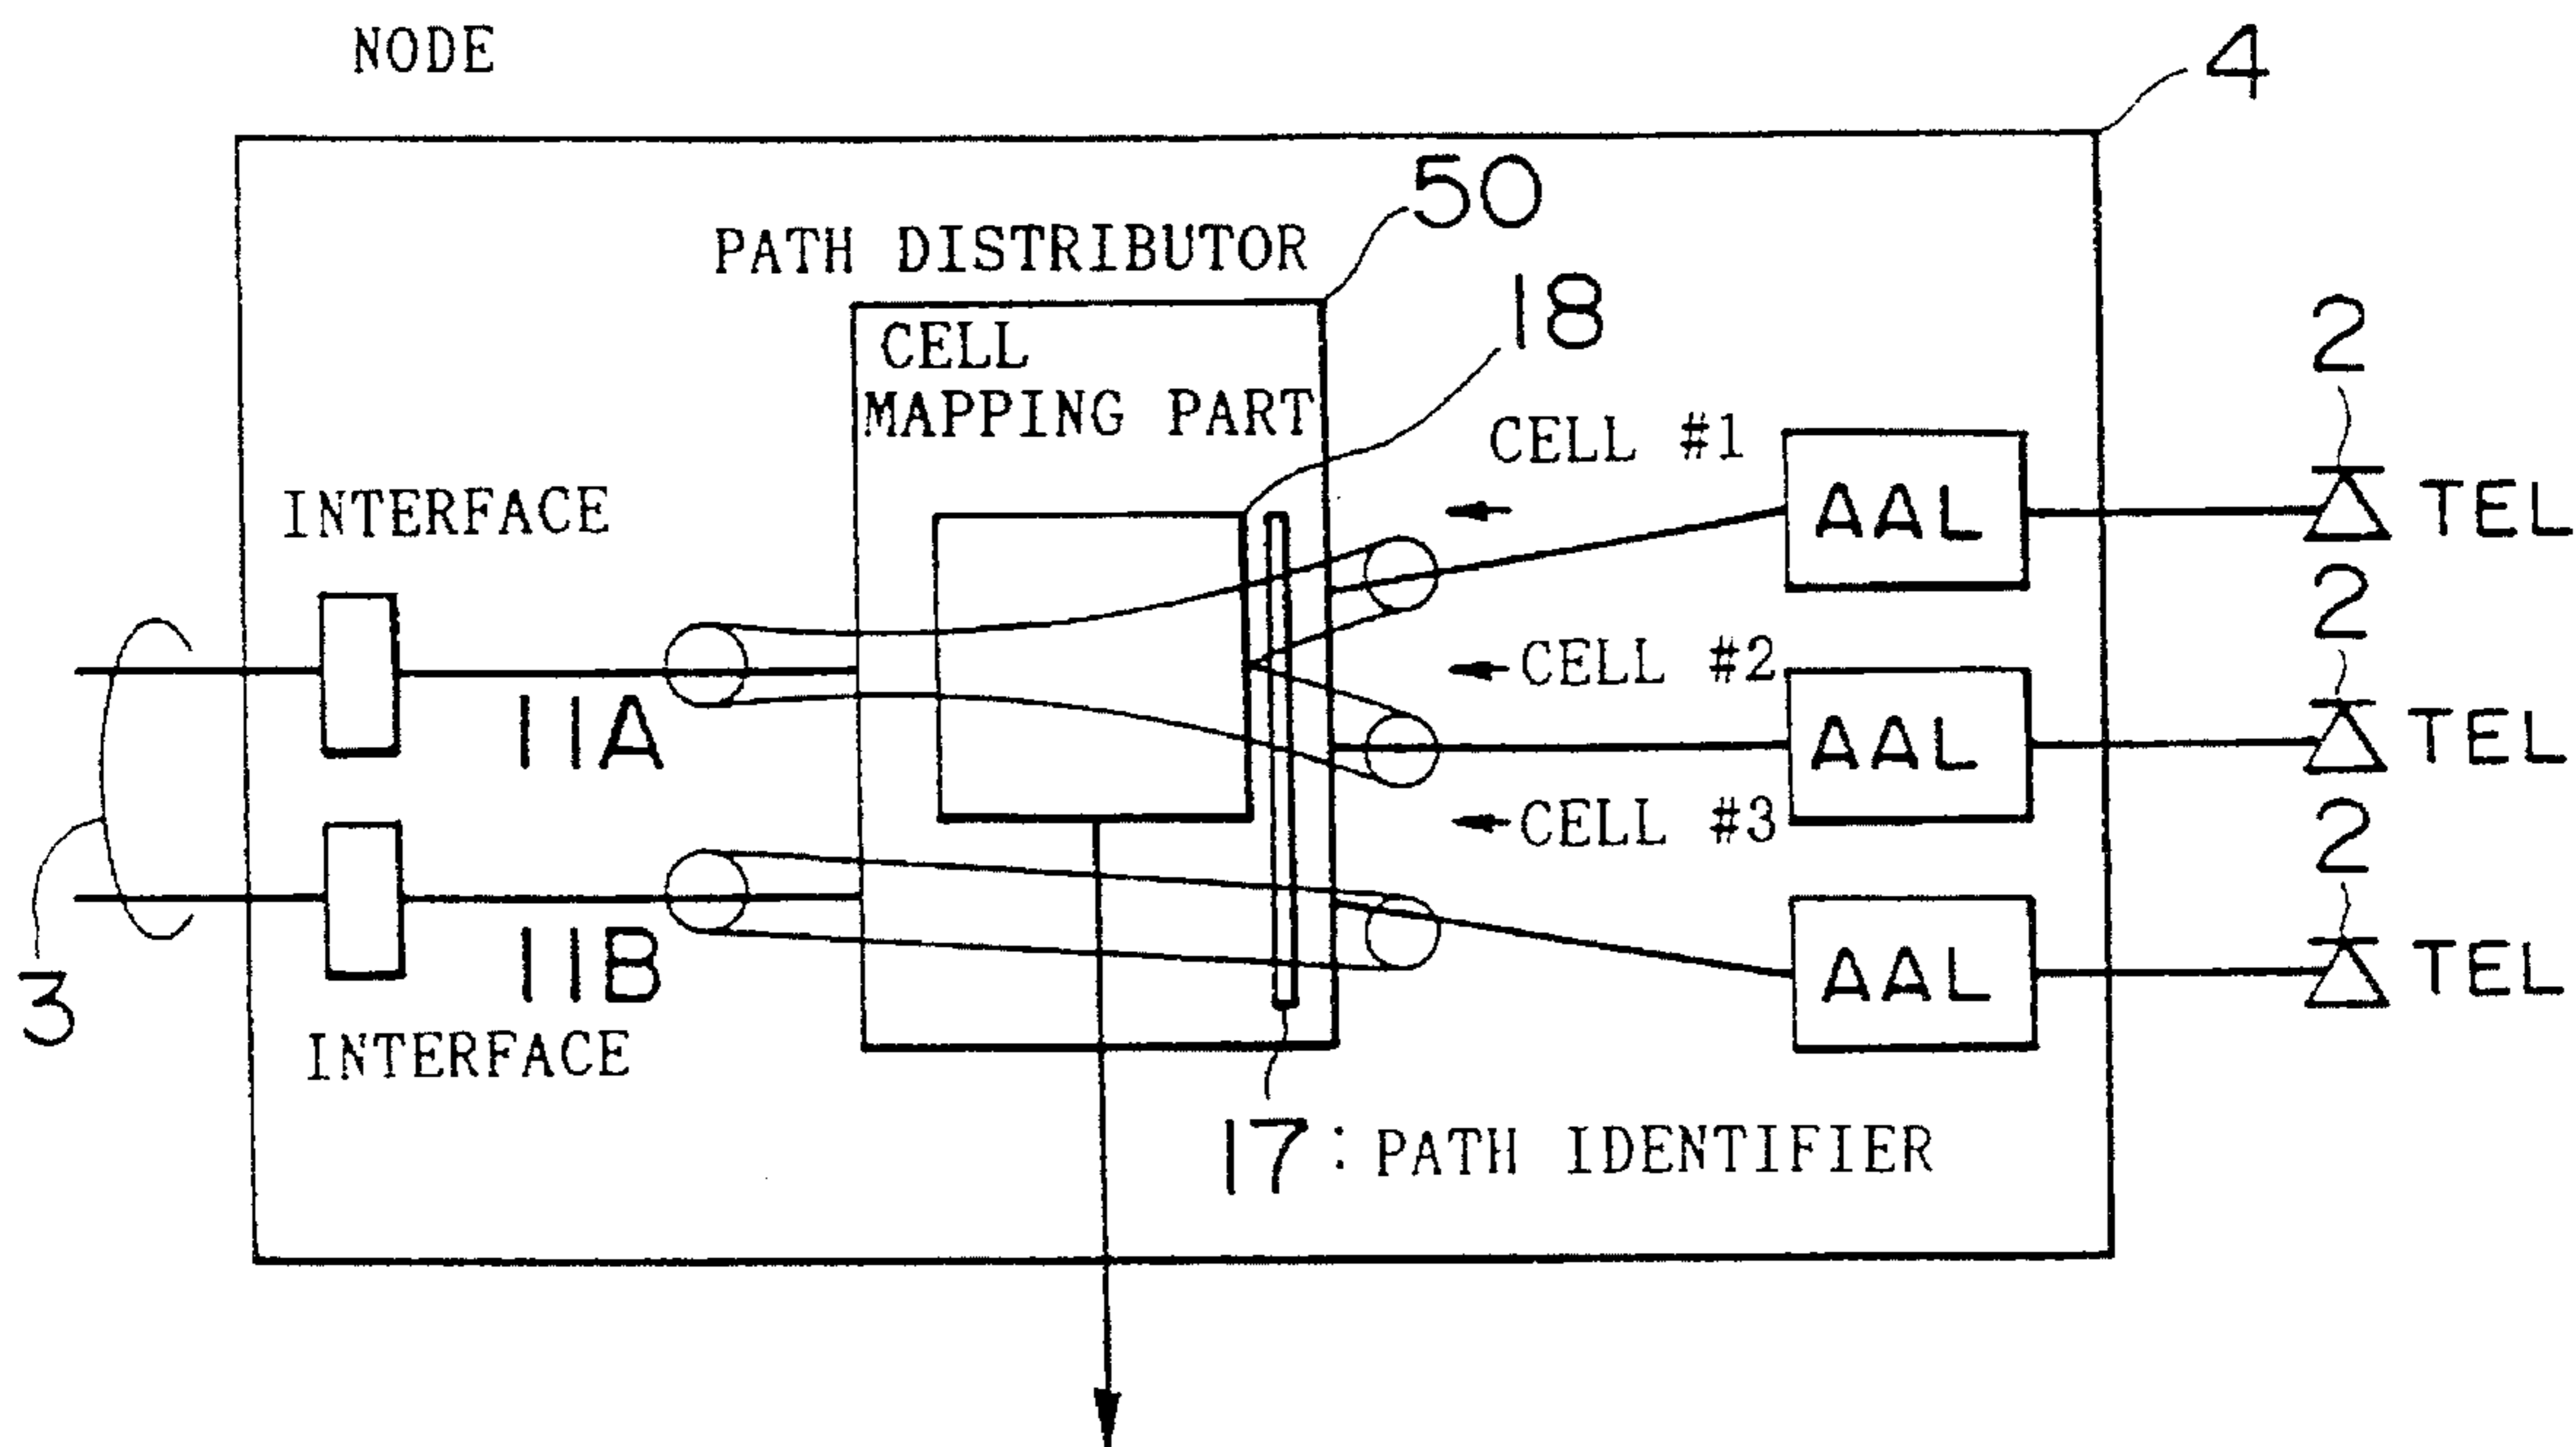 NODE
4
50
PATH DISTRIBUTOR
18
2
CELL
MAPPING PART
CELL #1
INTERFACE
AAL
TEL
2
CELL #2
11A
AAL
TEL
CELL #3
2
11B
AAL
TEL
3
INTERFACE
17: PATH IDENTIFIER